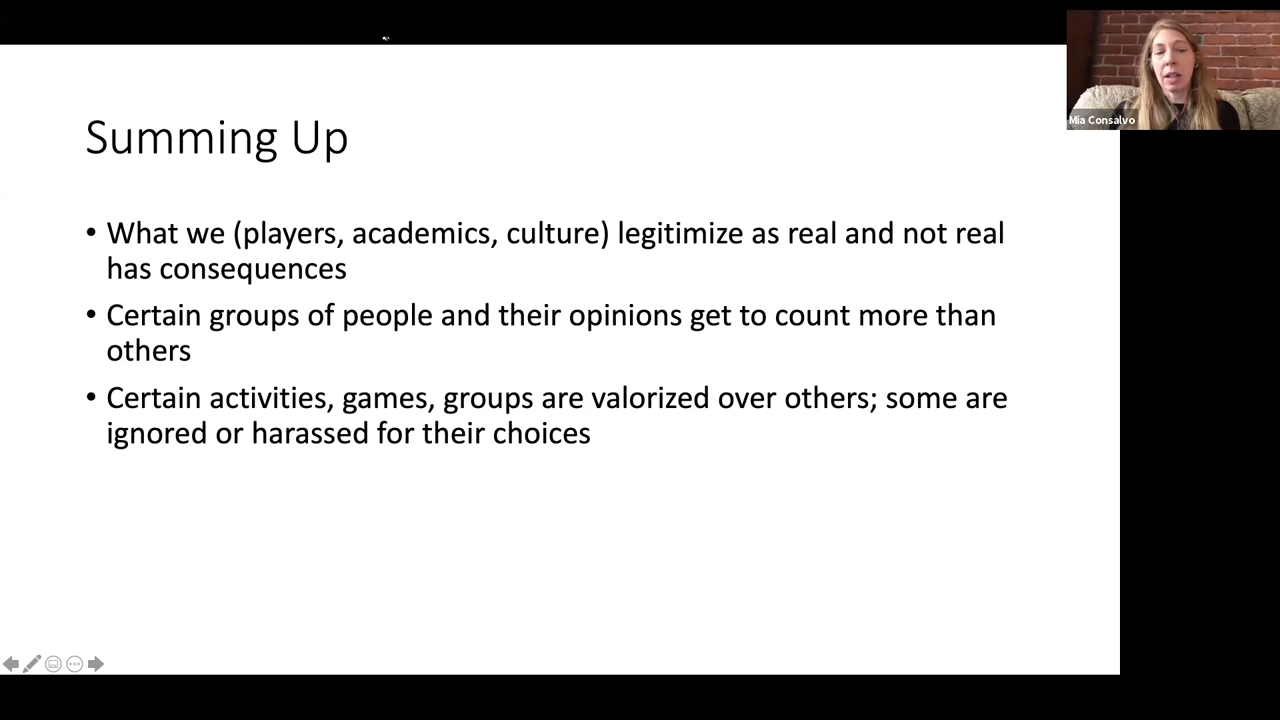 Summing Up
• What we (players, academics, culture) legitimize as real and not real
has consequences
• Certain groups of people and their opinions get to count more than
others
• Certain activities, games, groups are valorized over others; some are
ignored or harassed for their choices
Mia Consalvo